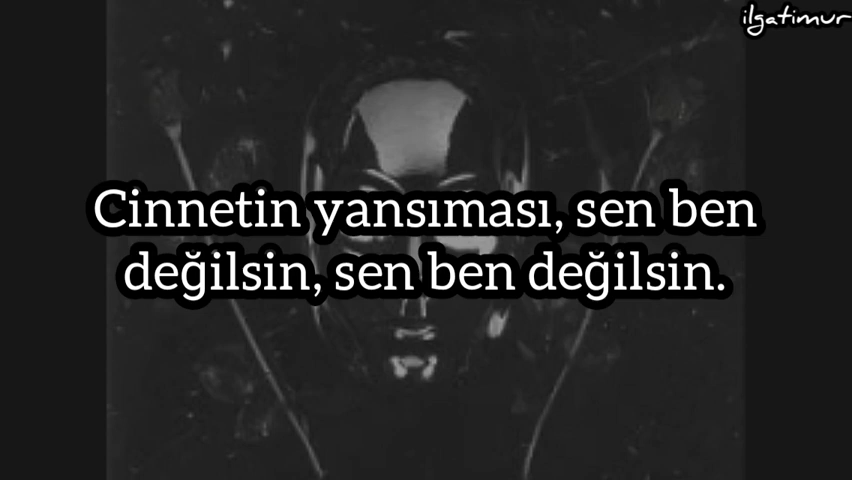 ilgatimur
Cinnetin yansıması, sen ben
değilsin, sen ben değilsin.